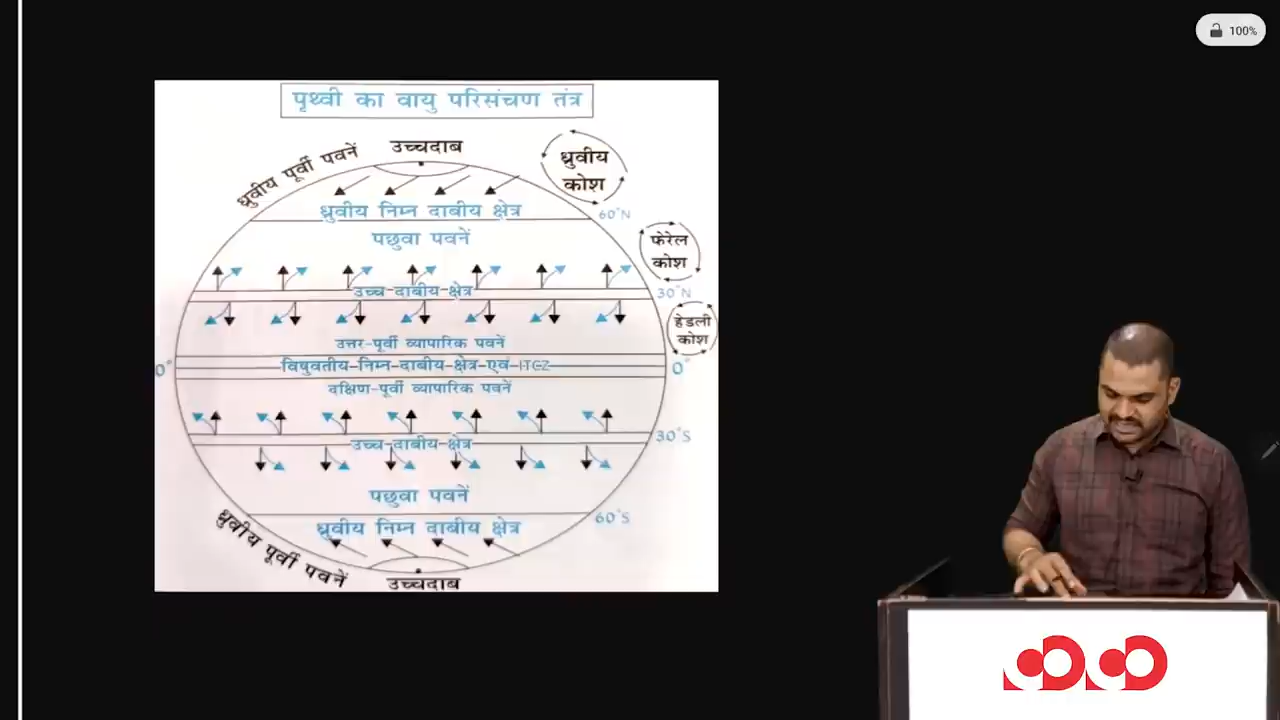 100%
पृथ्वी का वायु परिसंचण तंत्र
उच्चदाब
ध्रुवीय पूर्वी पवनें
ध्रुवीय
कोश
ध्रुवीय निम्न दाबीय क्षेत्र
60°N
पछुवा पवनें
फेरेल
कोश
उच्च-दाबीय क्षेत्र
30°N
हेडली
कोश
उत्तर-पूर्वी व्यापारिक पवनें
0°
विषुवतीय-निम्न-दाबीय-क्षेत्र-एवं-ITCZ
0°
दक्षिण-पूर्वी व्यापारिक पवनें
उच्च-दाबीय-क्षेत्र
30°S
पछुवा पवनें
60°S
ध्रुवीय निम्न दाबीय क्षेत्र
ध्रुवीय पूर्वी पवनें
उच्चदाब